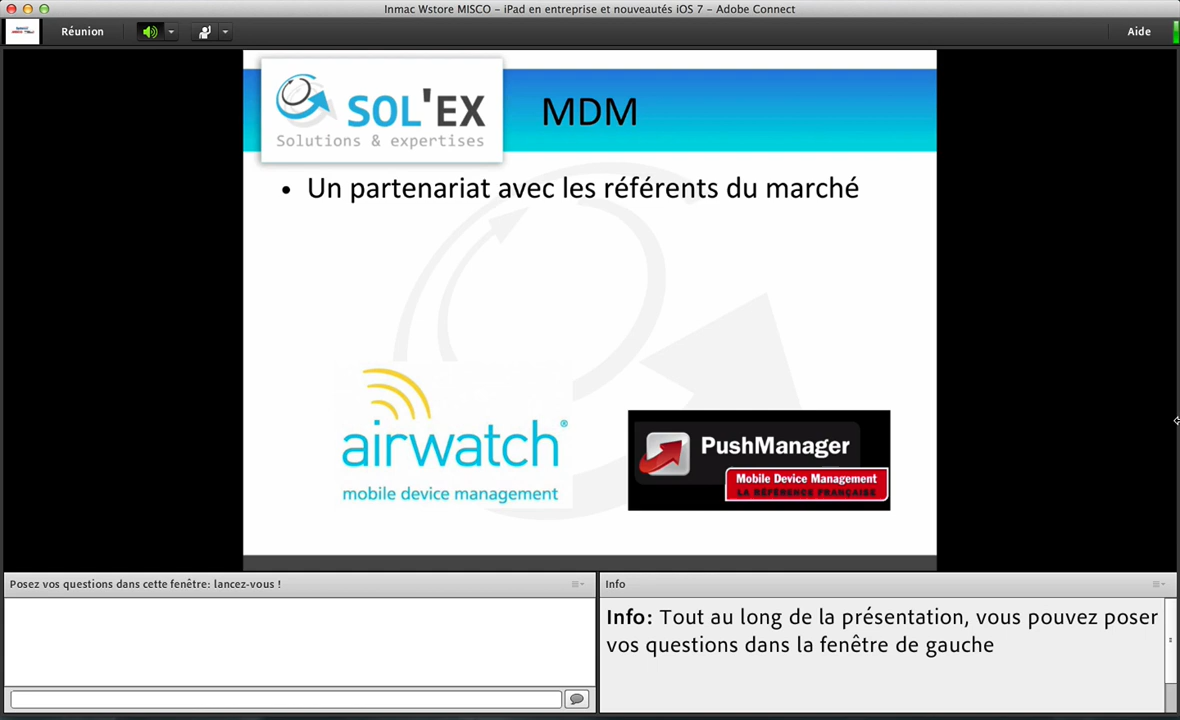 Inmac Wstore MISCO – iPad en entreprise et nouveautés iOS 7 – Adobe Connect
Réunion
Aide
SOL'EX
Solutions & expertises
MDM
• Un partenariat avec les référents du marché
airwatch®
mobile device management
PushManager
Mobile Device Management
LA RÉFÉRENCE FRANÇAISE
Posez vos questions dans cette fenêtre: lancez-vous !
Info
Info: Tout au long de la présentation, vous pouvez poser
vos questions dans la fenêtre de gauche